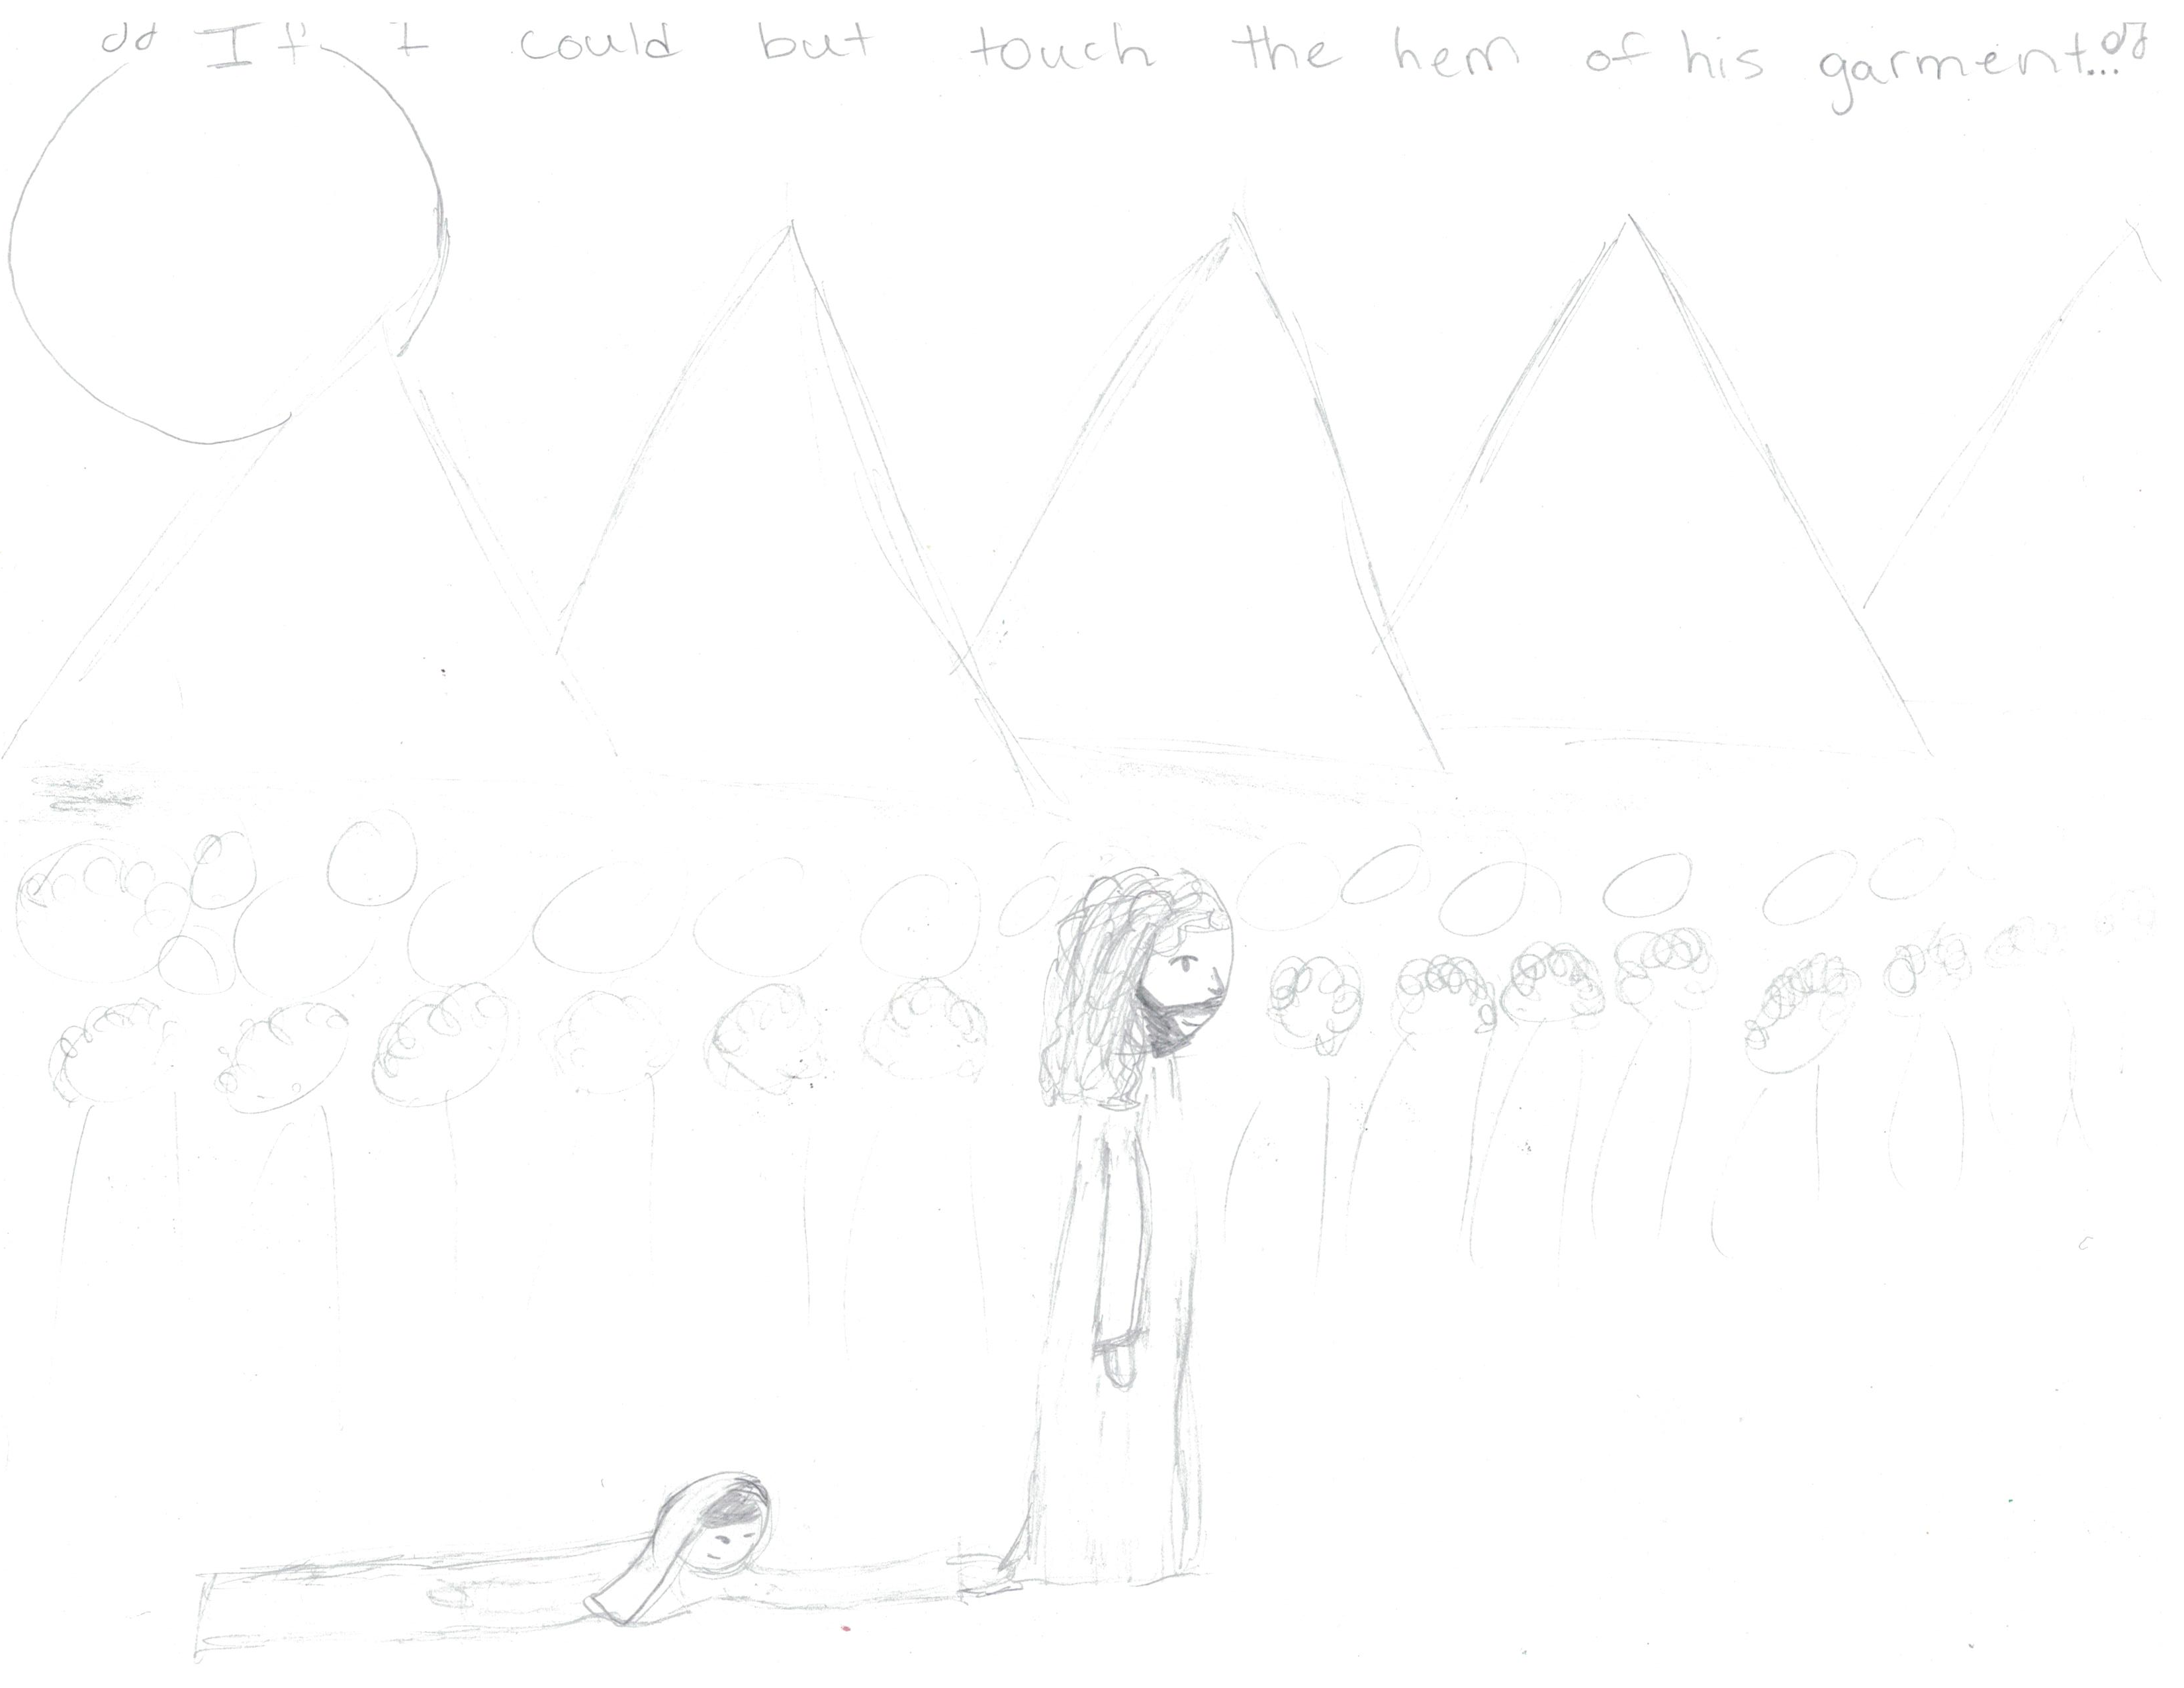 "If I could but touch the hem of his garment..."